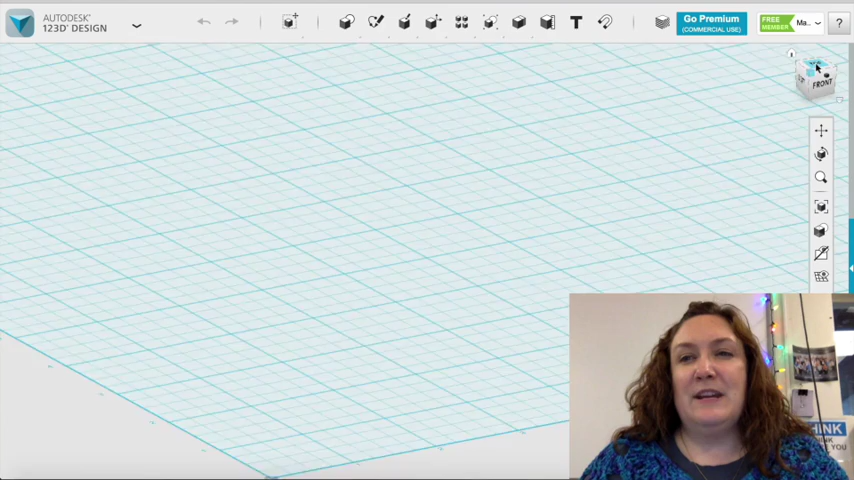 AUTODESK®
123D® DESIGN
Go Premium
(COMMERCIAL USE)
FREE
MEMBER
Ma...
?
T
FRONT
THINK